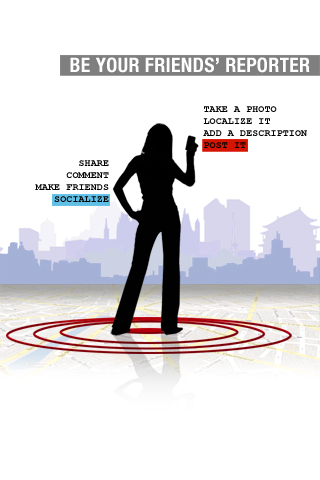 BE YOUR FRIENDS' REPORTER
TAKE A PHOTO
LOCALIZE IT
ADD A DESCRIPTION
POST IT
SHARE
COMMENT
MAKE FRIENDS
SOCIALIZE